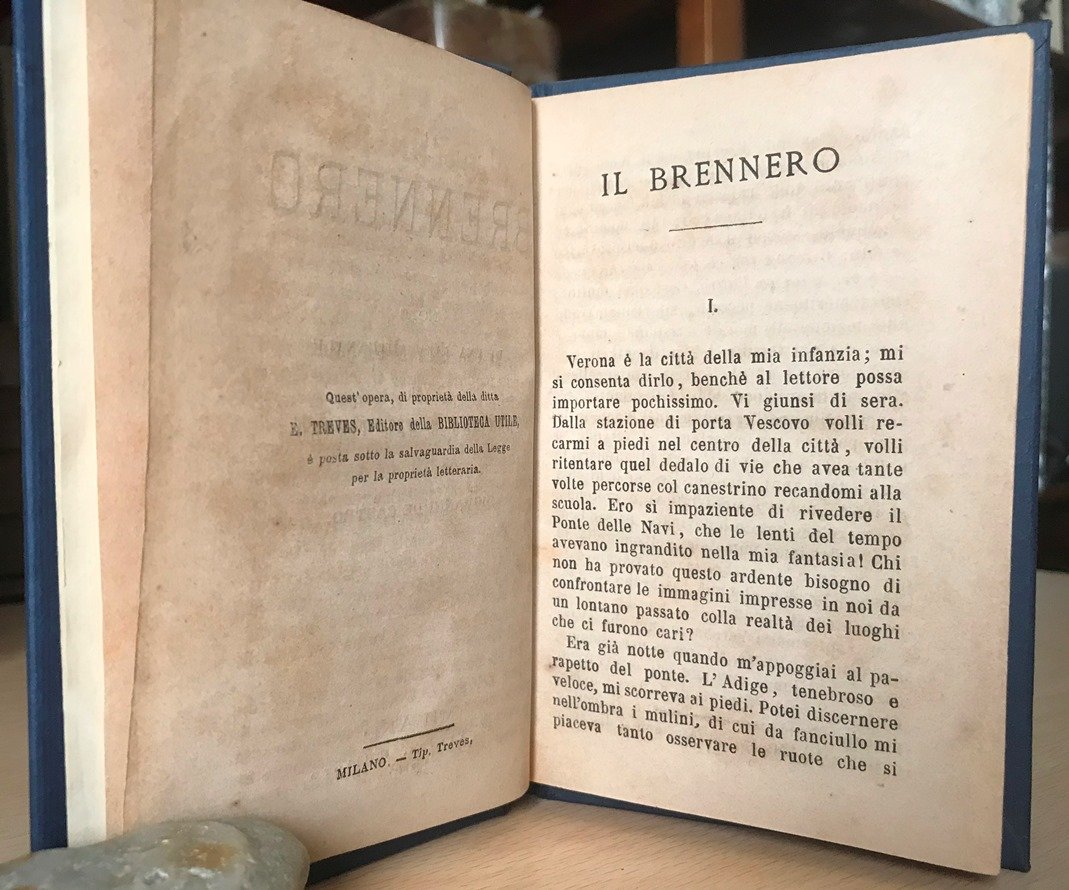 Quest' opera, di proprietà della ditta
E. TREVES, Editore della BIBLIOTECA UTILE,
è posta sotto la salvaguardia della Legge
per la proprietà letteraria.
MILANO. — Tip. Treves,
IL BRENNERO
I.
Verona è la città della mia infanzia; mi
si consenta dirlo, benchè al lettore possa
importare pochissimo. Vi giunsi di sera.
Dalla stazione di porta Vescovo volli re-
carmi a piedi nel centro della città, volli
ritentare quel dedalo di vie che avea tante
volte percorse col canestrino recandomi alla
scuola. Ero sì impaziente di rivedere il
Ponte delle Navi, che le lenti del tempo
avevano ingrandito nella mia fantasia! Chi
non ha provato questo ardente bisogno di
confrontare le immagini impresse in noi da
un lontano passato colla realtà dei luoghi
che ci furono cari?
Era già notte quando m'appoggiai al pa-
rapetto del ponte. L' Adige, tenebroso e
veloce, mi scorreva ai piedi. Potei discernere
nell'ombra i mulini, di cui da fanciullo mi
piaceva tanto osservare le ruote che si